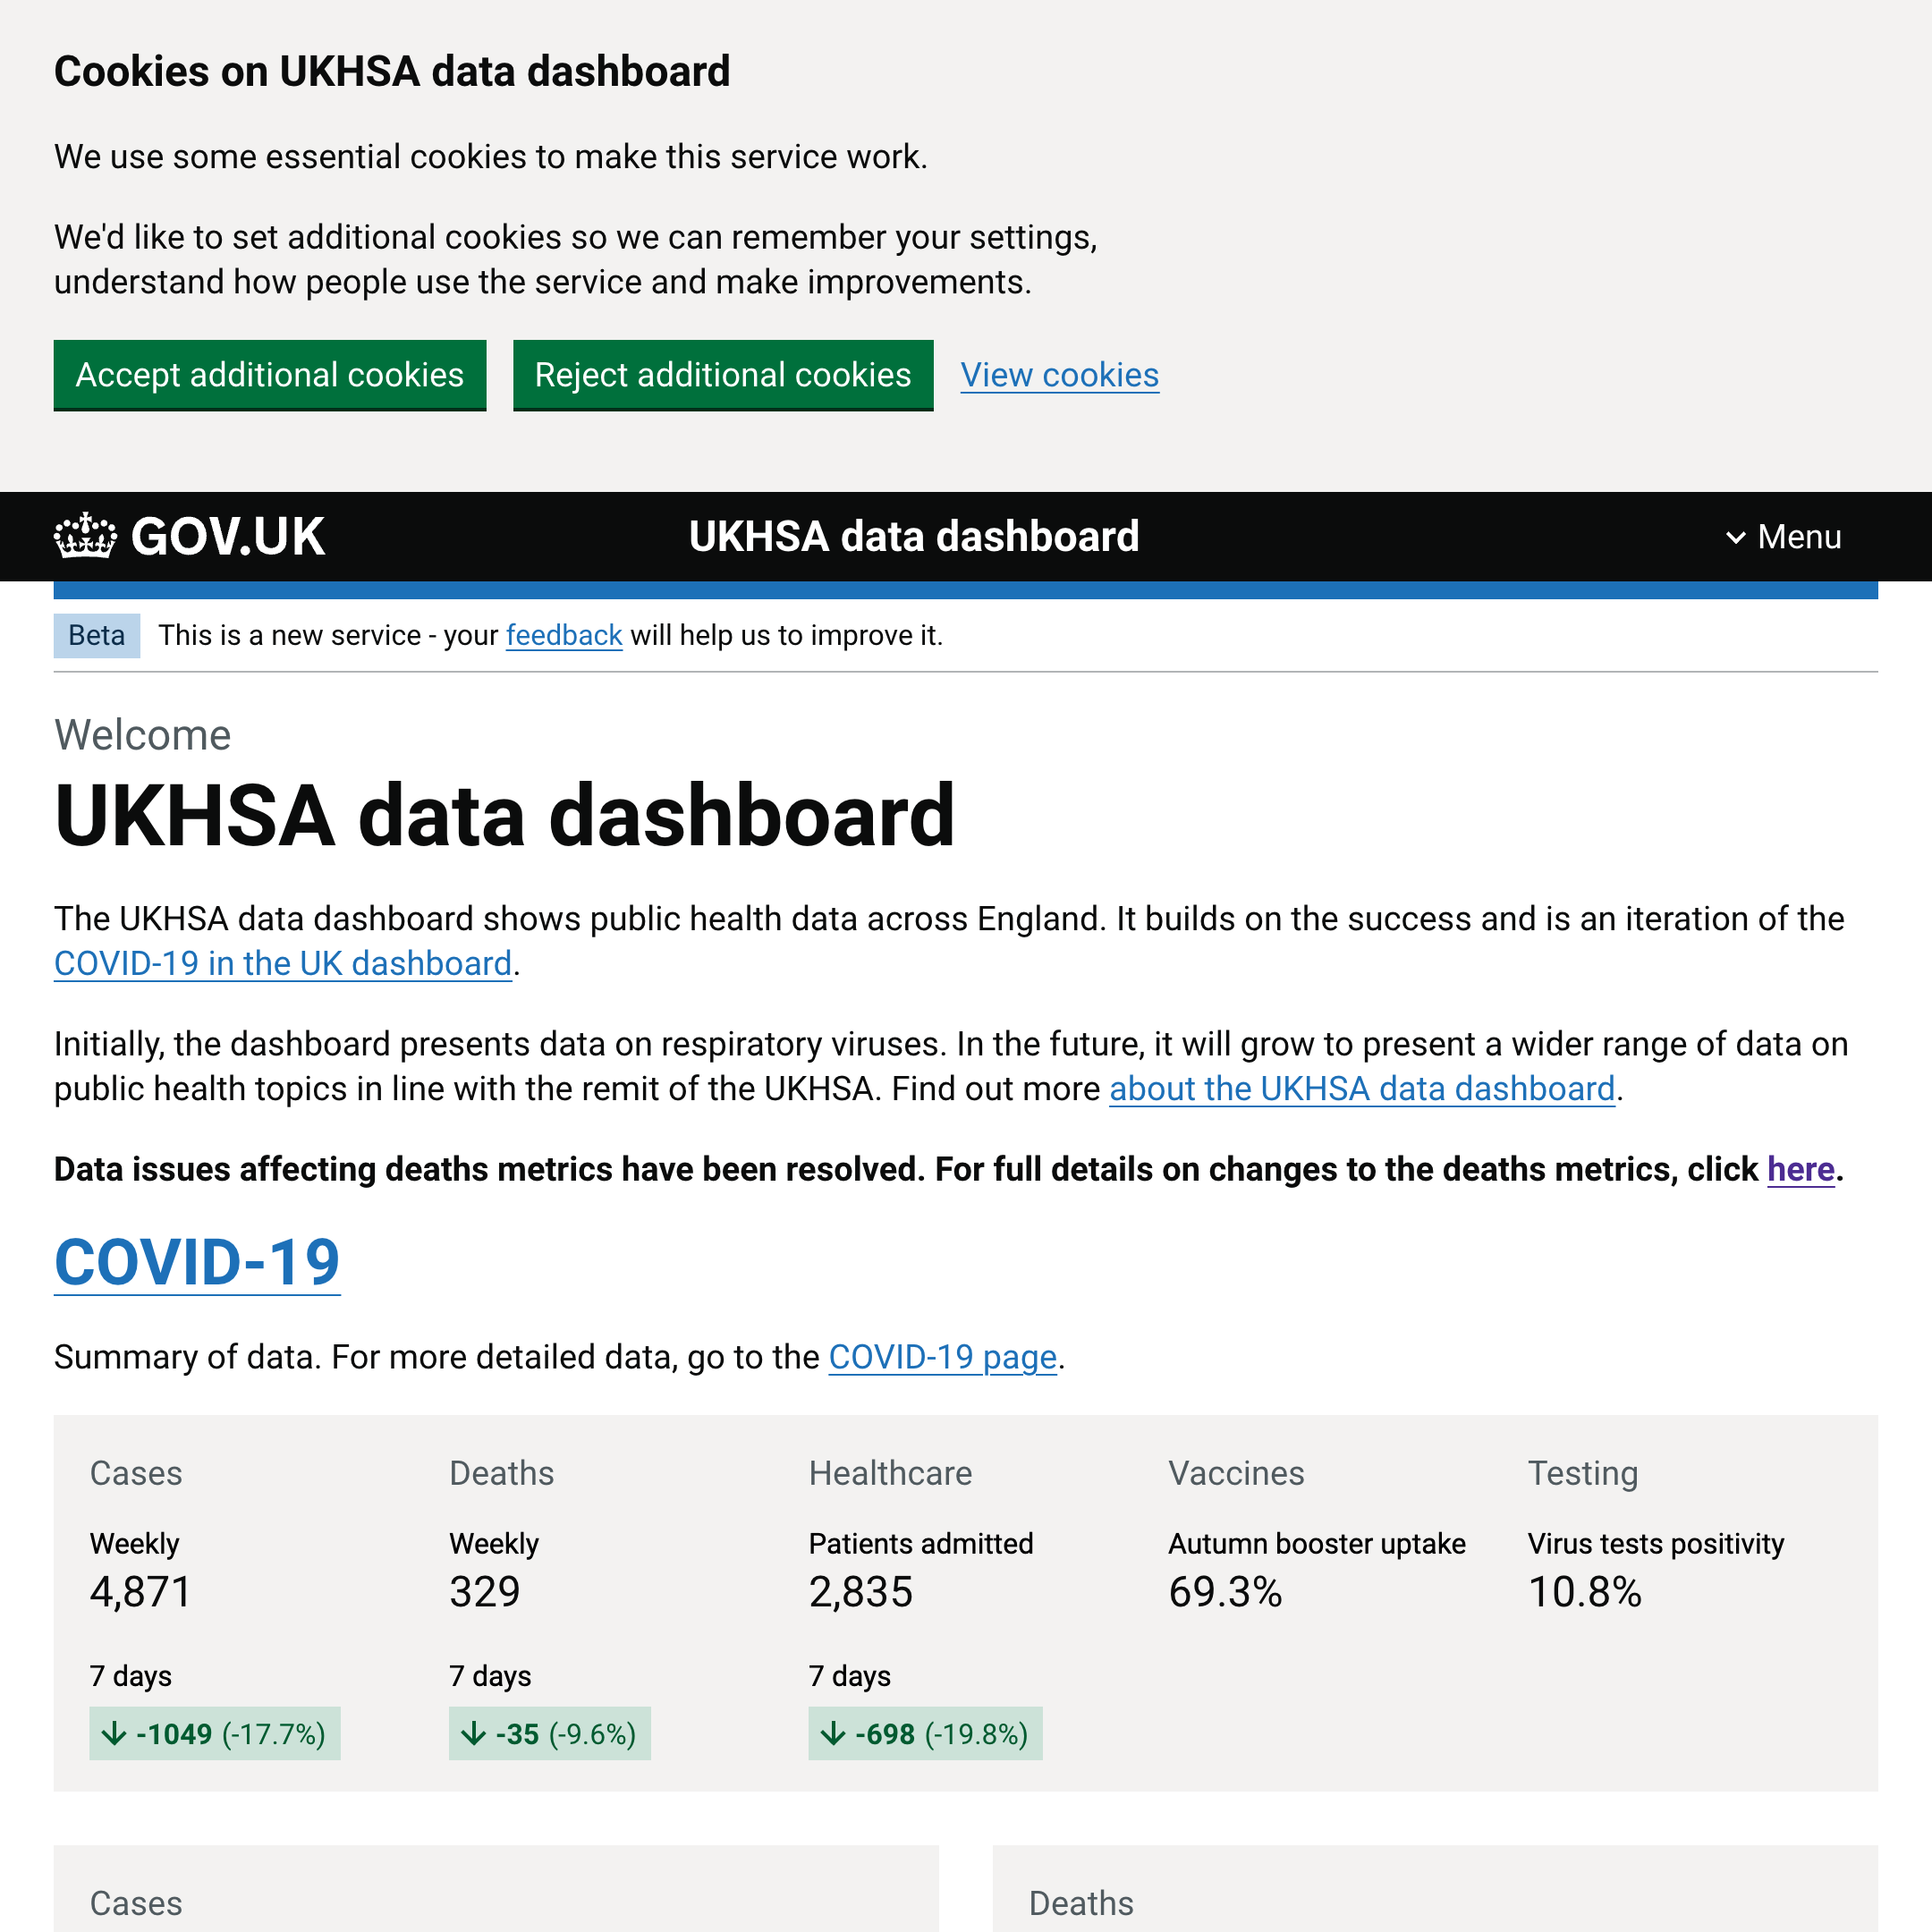 Cookies on UKHSA data dashboard
We use some essential cookies to make this service work.
We'd like to set additional cookies so we can remember your settings,
understand how people use the service and make improvements.
Accept additional cookies
Reject additional cookies
View cookies
GOV.UK
UKHSA data dashboard
Menu
Beta
This is a new service - your feedback will help us to improve it.
Welcome
UKHSA data dashboard
The UKHSA data dashboard shows public health data across England. It builds on the success and is an iteration of the
COVID-19 in the UK dashboard.
Initially, the dashboard presents data on respiratory viruses. In the future, it will grow to present a wider range of data on
public health topics in line with the remit of the UKHSA. Find out more about the UKHSA data dashboard.
Data issues affecting deaths metrics have been resolved. For full details on changes to the deaths metrics, click here.
COVID-19
Summary of data. For more detailed data, go to the COVID-19 page.
Cases
Weekly
4,871
7 days
-1049 (-17.7%)
Deaths
Weekly
329
7 days
-35 (-9.6%)
Healthcare
Patients admitted
2,835
7 days
-698 (-19.8%)
Vaccines
Autumn booster uptake
69.3%
Testing
Virus tests positivity
10.8%
Cases
Deaths